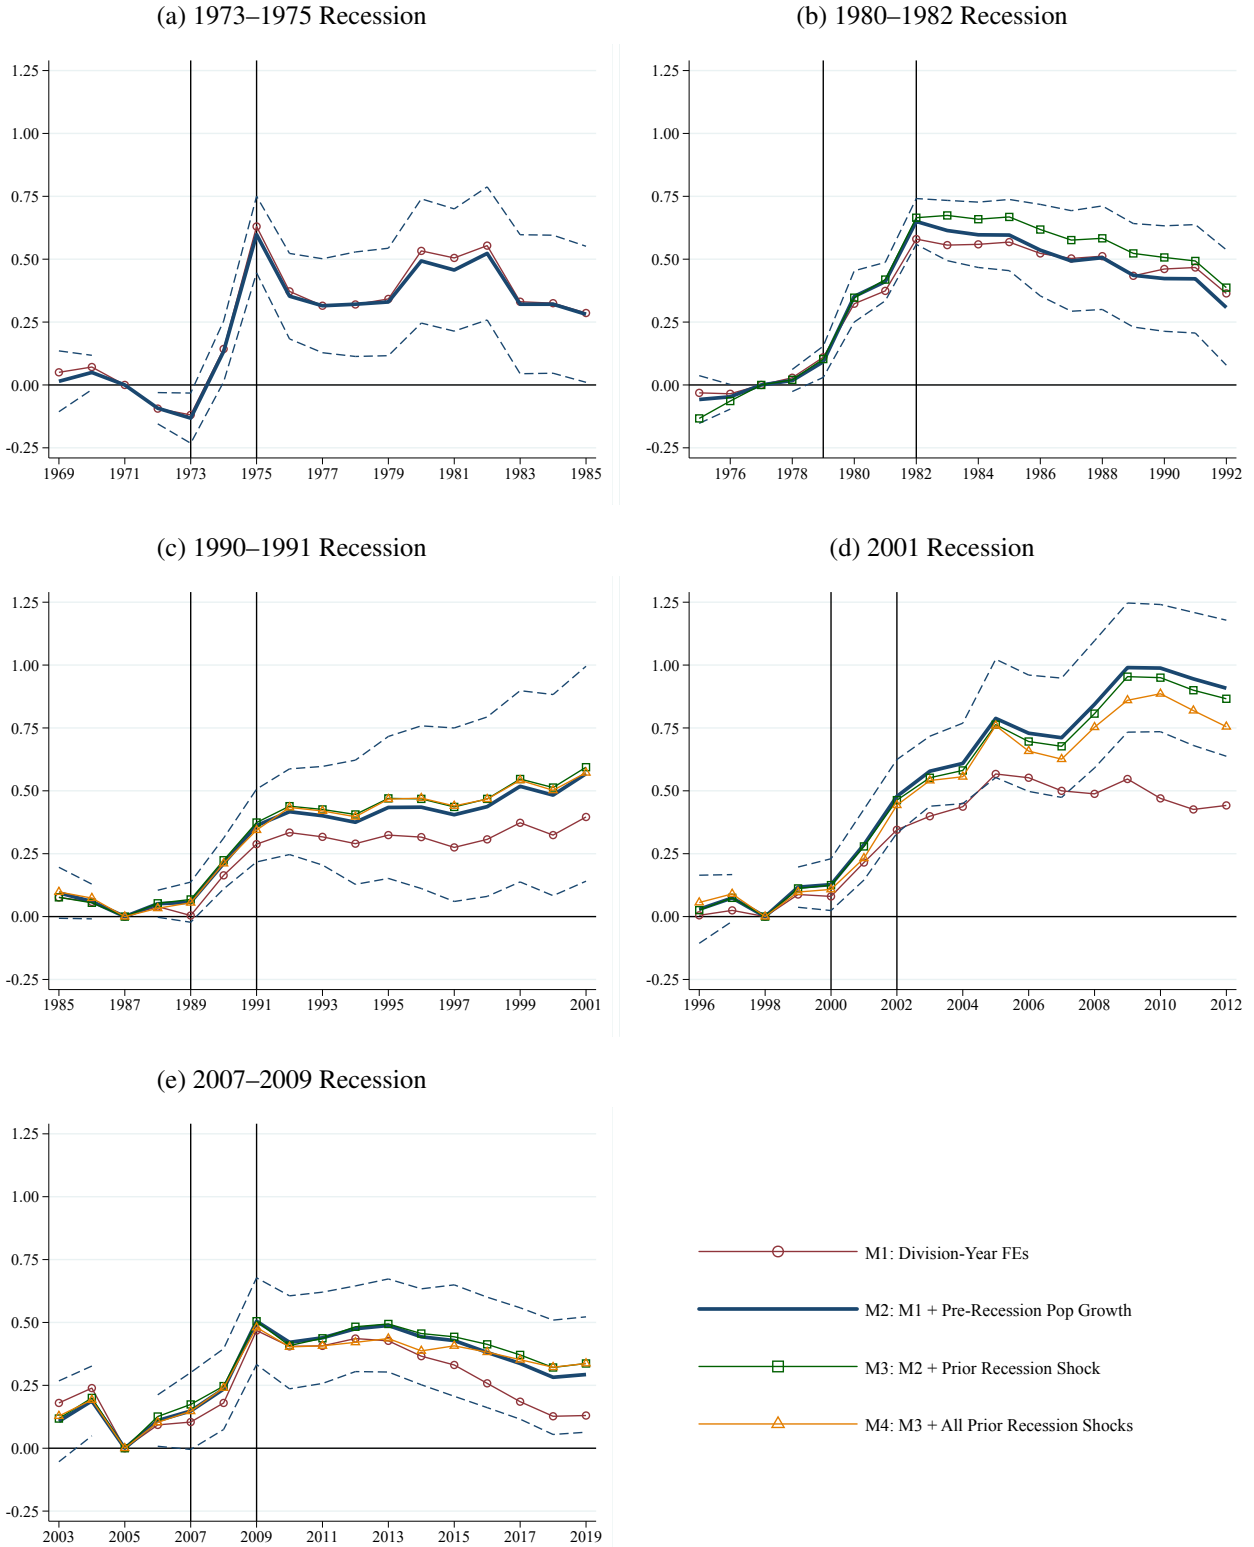 (a) 1973–1975 Recession
1.25
1.00
0.75
0.50
0.25
0.00
-0.25
1969 1971 1973 1975 1977 1979 1981 1983 1985
(b) 1980–1982 Recession
1.25
1.00
0.75
0.50
0.25
0.00
-0.25
1976 1978 1980 1982 1984 1986 1988 1990 1992
(c) 1990–1991 Recession
1.25
1.00
0.75
0.50
0.25
0.00
-0.25
1985 1987 1989 1991 1993 1995 1997 1999 2001
(d) 2001 Recession
1.25
1.00
0.75
0.50
0.25
0.00
-0.25
1996 1998 2000 2002 2004 2006 2008 2010 2012
(e) 2007–2009 Recession
1.25
1.00
0.75
0.50
0.25
0.00
-0.25
2003 2005 2007 2009 2011 2013 2015 2017 2019
M1: Division-Year FEs
M2: M1 + Pre-Recession Pop Growth
M3: M2 + Prior Recession Shock
M4: M3 + All Prior Recession Shocks